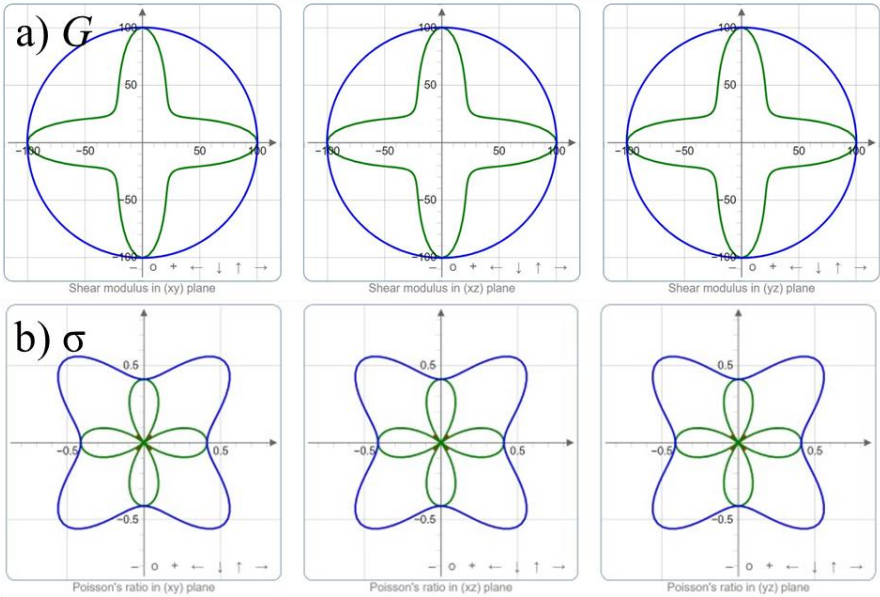 a) G
100
50
−100
−50
50
100
−50
−100
− o + ← ↓ ↑ →
Shear modulus in (xy) plane
100
50
−100
−50
50
100
−50
−100
− o + ← ↓ ↑ →
Shear modulus in (xz) plane
100
50
−100
−50
50
100
−50
−100
− o + ← ↓ ↑ →
Shear modulus in (yz) plane
b) σ
0.5
−0.5
0.5
−0.5
− o + ← ↓ ↑ →
Poisson's ratio in (xy) plane
0.5
−0.5
0.5
−0.5
− o + ← ↓ ↑ →
Poisson's ratio in (xz) plane
0.5
−0.5
0.5
−0.5
− o + ← ↓ ↑ →
Poisson's ratio in (yz) plane